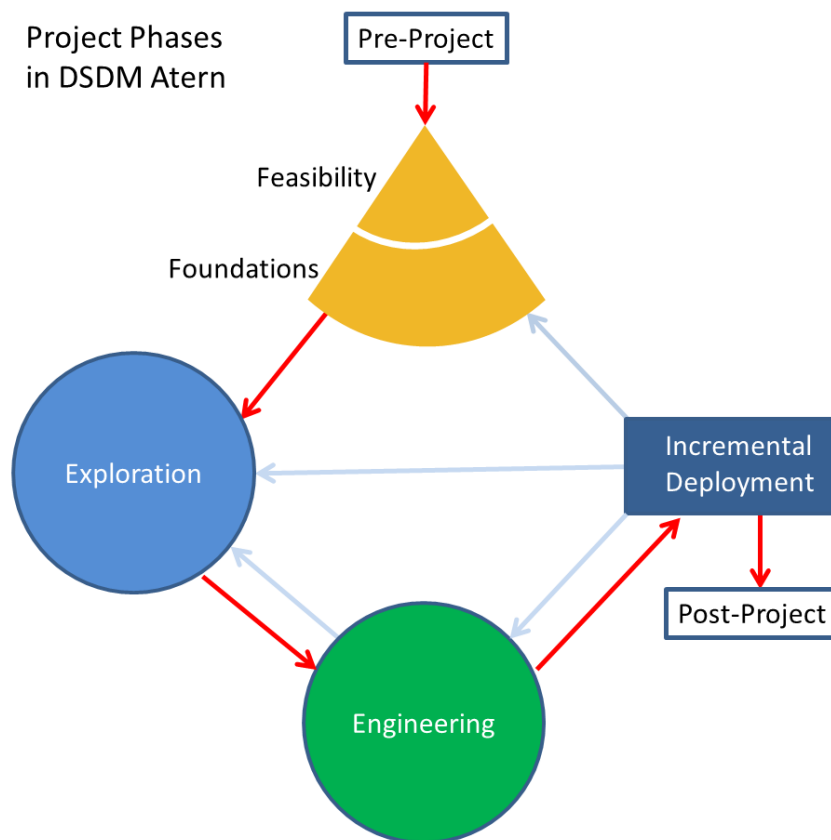 Project Phases
in DSDM Atern
Pre-Project
Feasibility
Foundations
Exploration
Incremental
Deployment
Post-Project
Engineering